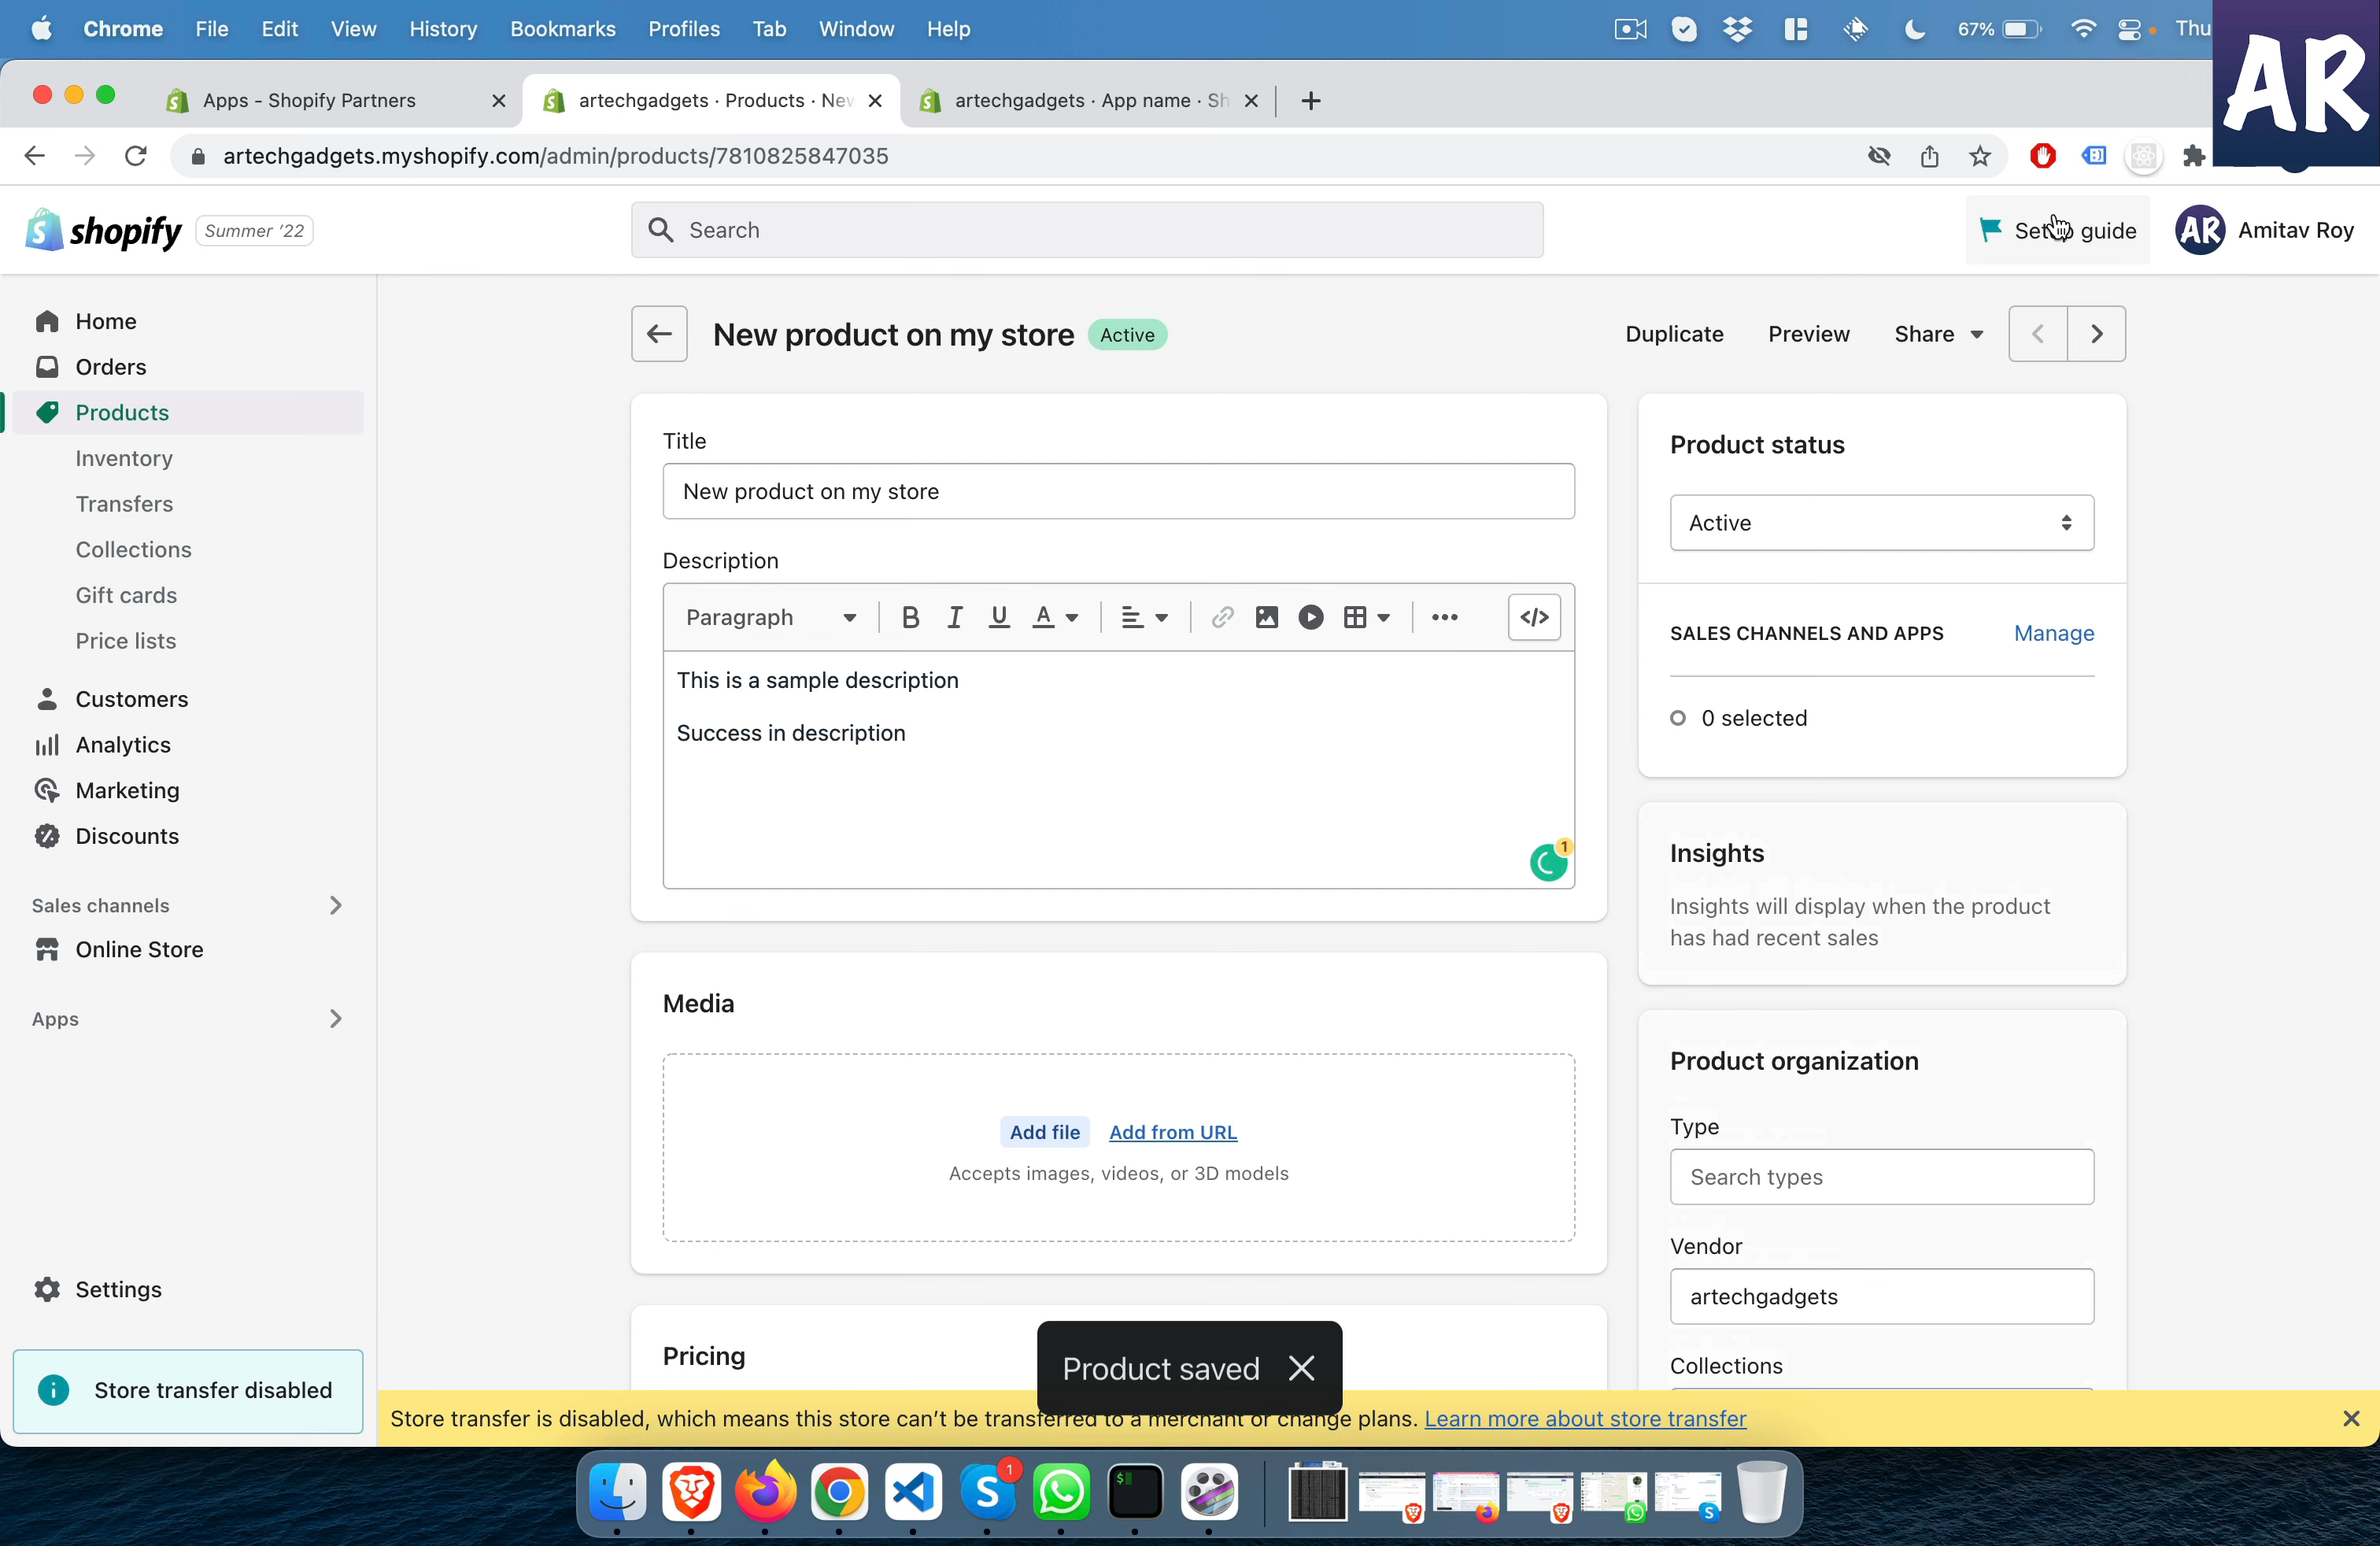 Chrome File Edit View History Bookmarks Profiles Tab Window Help 67% Thu
AR
Apps - Shopify Partners
artechgadgets · Products · New
artechgadgets · App name · Sh
artechgadgets.myshopify.com/admin/products/7810825847035
shopify Summer '22
Search
Setup guide
AR Amitav Roy
Home
Orders
Products
Inventory
Transfers
Collections
Gift cards
Price lists
Customers
Analytics
Marketing
Discounts
Sales channels
Online Store
Apps
Settings
Store transfer disabled
New product on my store Active
Duplicate Preview Share
Title
New product on my store
Description
Paragraph B I U A </>
This is a sample description
Success in description
1
Media
Add file Add from URL
Accepts images, videos, or 3D models
Pricing
Product status
Active
SALES CHANNELS AND APPS Manage
0 selected
Insights
Insights will display when the product
has had recent sales
Product organization
Type
Search types
Vendor
artechgadgets
Collections
Product saved
Store transfer is disabled, which means this store can't be transferred to a merchant or change plans. Learn more about store transfer
1